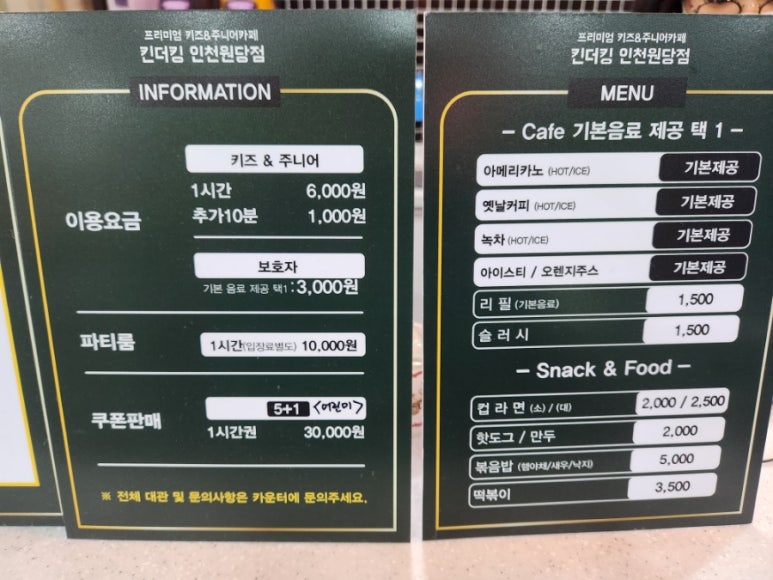 프리미엄 키즈&주니어카페
킨더킹 인천원당점
INFORMATION
이용요금
키즈 & 주니어
1시간 6,000원
추가10분 1,000원
보호자
기본 음료 제공 택1 : 3,000원
파티룸
1시간(입장료별도) 10,000원
쿠폰판매
5+1 <어린이>
1시간권 30,000원
※ 전체 대관 및 문의사항은 카운터에 문의주세요.
프리미엄 키즈&주니어카페
킨더킹 인천원당점
MENU
– Cafe 기본음료 제공 택 1 –
아메리카노 (HOT/ICE) 기본제공
옛날커피 (HOT/ICE) 기본제공
녹차 (HOT/ICE) 기본제공
아이스티 / 오렌지주스 기본제공
리 필 (기본음료) 1,500
슬 러 시 1,500
– Snack & Food –
컵 라 면 (소) / (대) 2,000 / 2,500
핫도그 / 만두 2,000
볶음밥 (햄야채/새우/낙지) 5,000
떡볶이 3,500